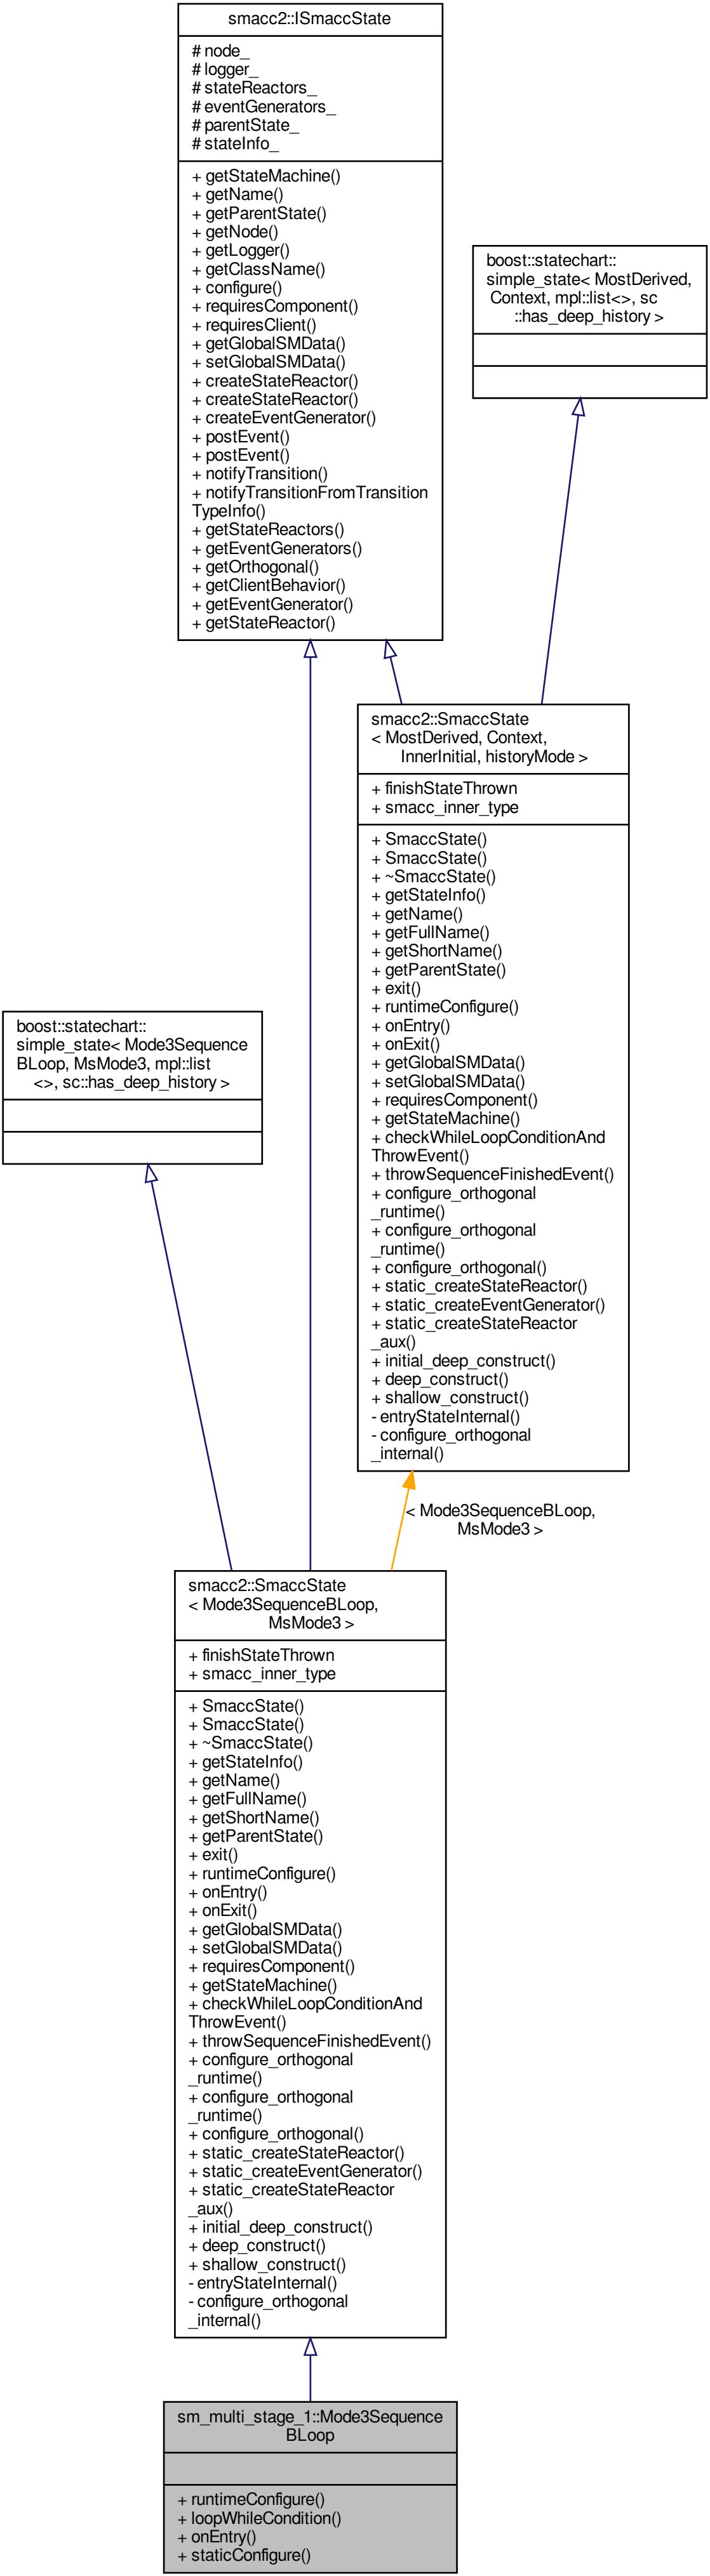 smacc2::ISmaccState
# node_
# logger_
# stateReactors_
# eventGenerators_
# parentState_
# stateInfo_
+ getStateMachine()
+ getName()
+ getParentState()
+ getNode()
+ getLogger()
+ getClassName()
+ configure()
+ requiresComponent()
+ requiresClient()
+ getGlobalSMData()
+ setGlobalSMData()
+ createStateReactor()
+ createStateReactor()
+ createEventGenerator()
+ postEvent()
+ postEvent()
+ notifyTransition()
+ notifyTransitionFromTransition
TypeInfo()
+ getStateReactors()
+ getEventGenerators()
+ getOrthogonal()
+ getClientBehavior()
+ getEventGenerator()
+ getStateReactor()
boost::statechart::
simple_state< MostDerived,
Context, mpl::list<>, sc
::has_deep_history >
smacc2::SmaccState
< MostDerived, Context,
InnerInitial, historyMode >
+ finishStateThrown
+ smacc_inner_type
+ SmaccState()
+ SmaccState()
+ ~SmaccState()
+ getStateInfo()
+ getName()
+ getFullName()
+ getShortName()
+ getParentState()
+ exit()
+ runtimeConfigure()
+ onEntry()
+ onExit()
+ getGlobalSMData()
+ setGlobalSMData()
+ requiresComponent()
+ getStateMachine()
+ checkWhileLoopConditionAnd
ThrowEvent()
+ throwSequenceFinishedEvent()
+ configure_orthogonal
_runtime()
+ configure_orthogonal
_runtime()
+ configure_orthogonal()
+ static_createStateReactor()
+ static_createEventGenerator()
+ static_createStateReactor
_aux()
+ initial_deep_construct()
+ deep_construct()
+ shallow_construct()
- entryStateInternal()
- configure_orthogonal
_internal()
boost::statechart::
simple_state< Mode3Sequence
BLoop, MsMode3, mpl::list
<>, sc::has_deep_history >
< Mode3SequenceBLoop,
MsMode3 >
smacc2::SmaccState
< Mode3SequenceBLoop,
MsMode3 >
+ finishStateThrown
+ smacc_inner_type
+ SmaccState()
+ SmaccState()
+ ~SmaccState()
+ getStateInfo()
+ getName()
+ getFullName()
+ getShortName()
+ getParentState()
+ exit()
+ runtimeConfigure()
+ onEntry()
+ onExit()
+ getGlobalSMData()
+ setGlobalSMData()
+ requiresComponent()
+ getStateMachine()
+ checkWhileLoopConditionAnd
ThrowEvent()
+ throwSequenceFinishedEvent()
+ configure_orthogonal
_runtime()
+ configure_orthogonal
_runtime()
+ configure_orthogonal()
+ static_createStateReactor()
+ static_createEventGenerator()
+ static_createStateReactor
_aux()
+ initial_deep_construct()
+ deep_construct()
+ shallow_construct()
- entryStateInternal()
- configure_orthogonal
_internal()
sm_multi_stage_1::Mode3Sequence
BLoop
+ runtimeConfigure()
+ loopWhileCondition()
+ onEntry()
+ staticConfigure()